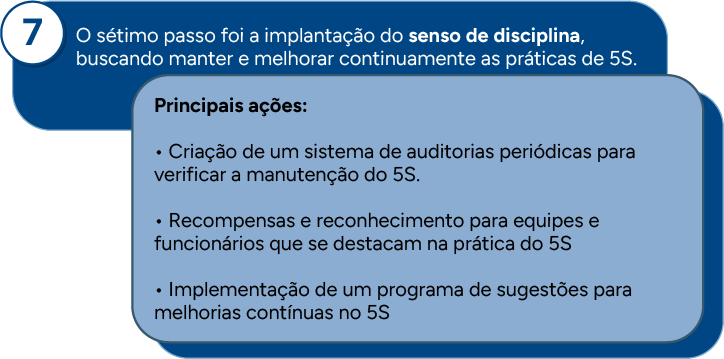 7
O sétimo passo foi a implantação do senso de disciplina,
buscando manter e melhorar continuamente as práticas de 5S.
Principais ações:
• Criação de um sistema de auditorias periódicas para
verificar a manutenção do 5S.
• Recompensas e reconhecimento para equipes e
funcionários que se destacam na prática do 5S
• Implementação de um programa de sugestões para
melhorias contínuas no 5S